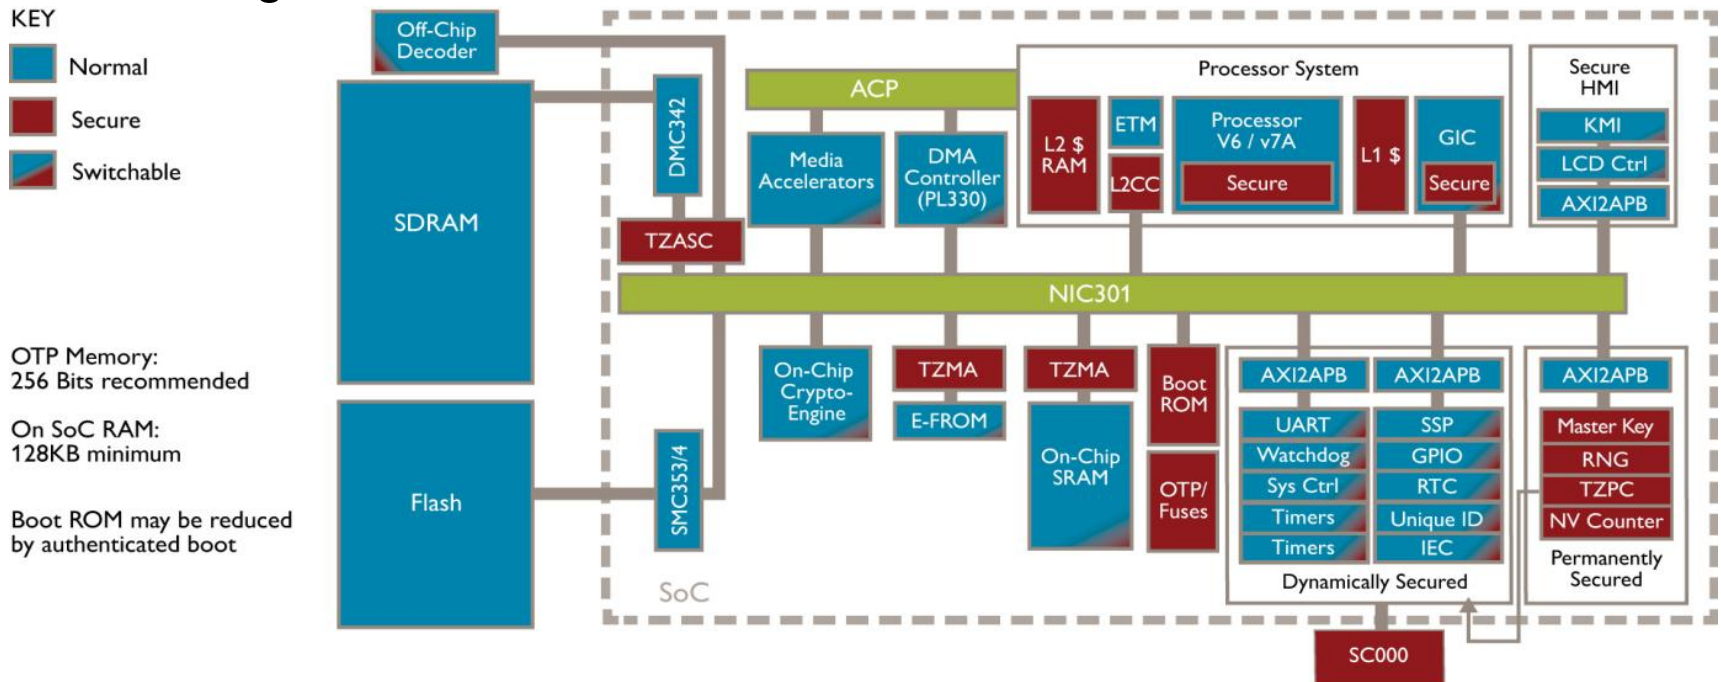 KEY
Normal
Secure
Switchable
OTP Memory:
256 Bits recommended
On SoC RAM:
128KB minimum
Boot ROM may be reduced
by authenticated boot
Off-Chip
Decoder
SDRAM
Flash
DMC342
TZASC
SMC353/4
SoC
ACP
Media
Accelerators
DMA
Controller
(PL330)
Processor System
L2 $
RAM
ETM
L2CC
Processor
V6 / v7A
Secure
L1 $
GIC
Secure
Secure
HMI
KMI
LCD Ctrl
AXI2APB
NIC301
On-Chip
Crypto-
Engine
TZMA
E-FROM
TZMA
On-Chip
SRAM
Boot
ROM
OTP/
Fuses
AXI2APB
UART
Watchdog
Sys Ctrl
Timers
Timers
AXI2APB
SSP
GPIO
RTC
Unique ID
IEC
Dynamically Secured
AXI2APB
Master Key
RNG
TZPC
NV Counter
Permanently
Secured
SC000